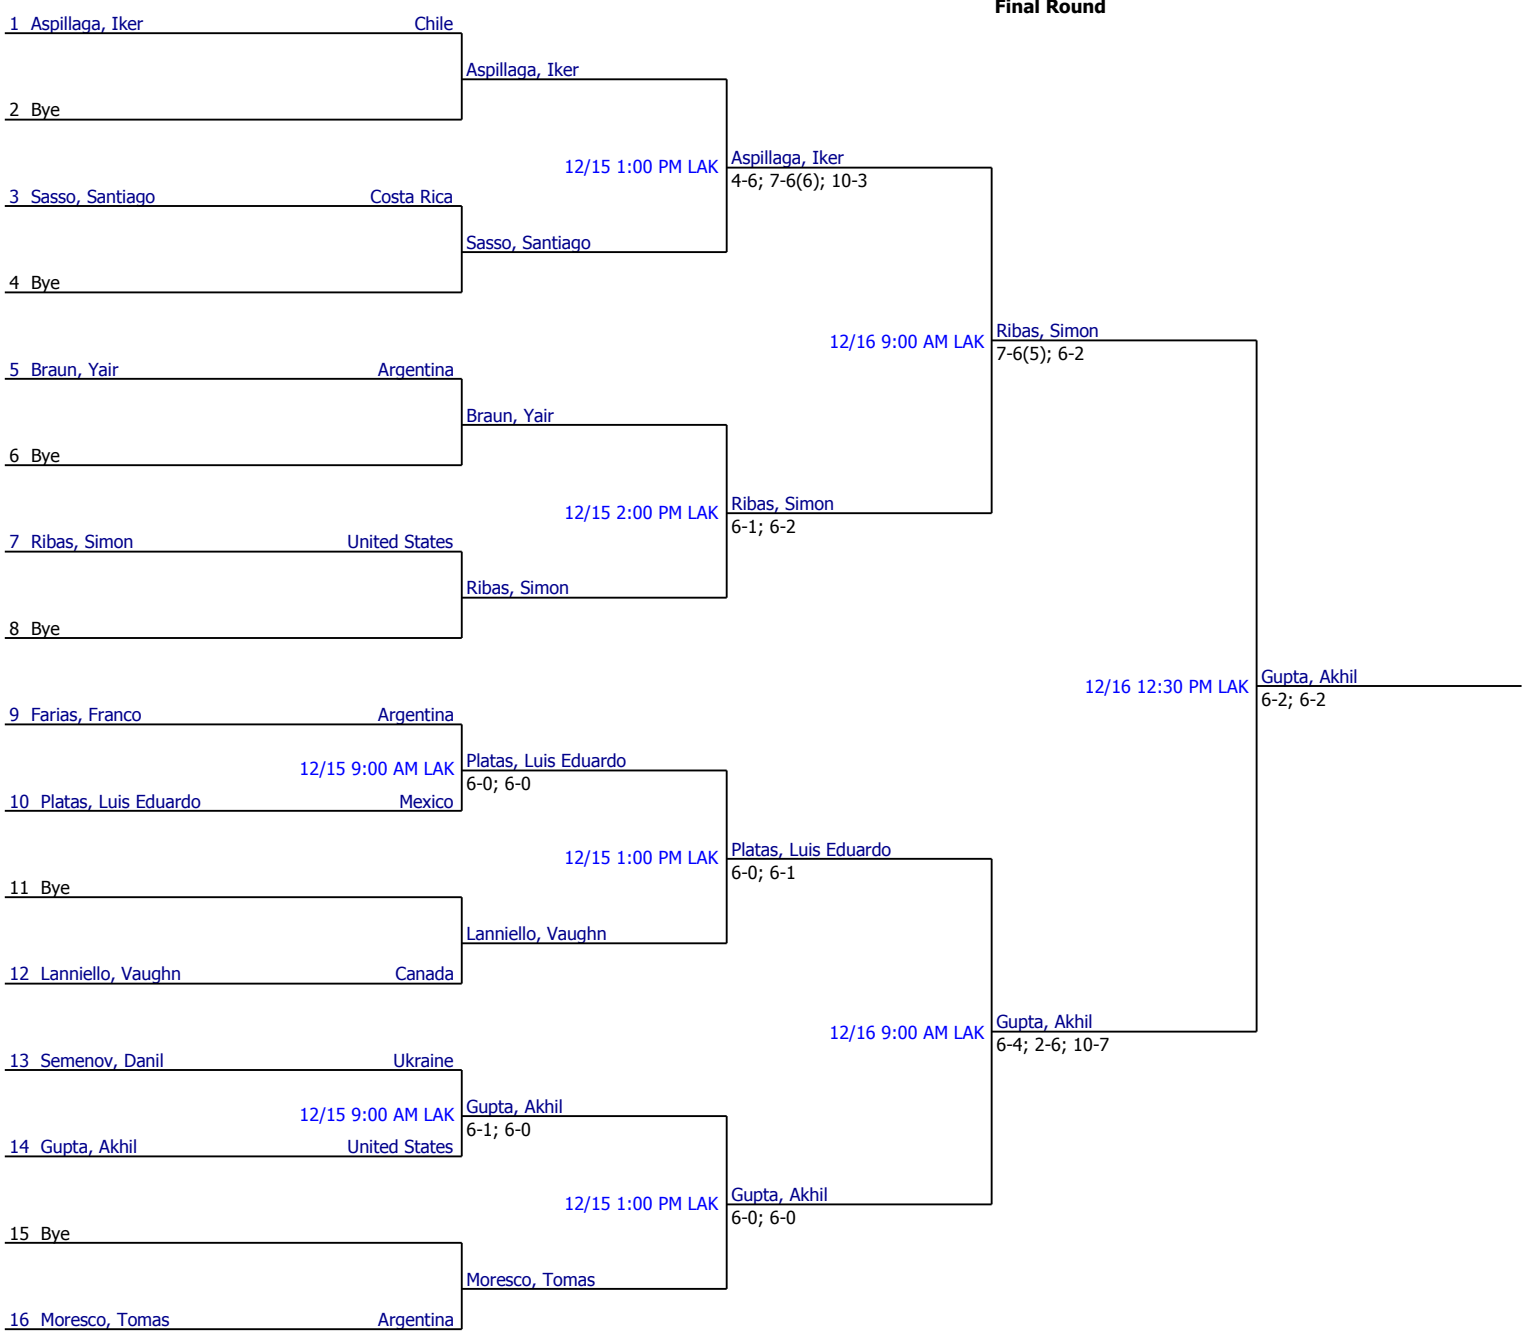 Final Round
1 Aspillaga, Iker Chile
Aspillaga, Iker
2 Bye
12/15 1:00 PM LAK Aspillaga, Iker
4-6; 7-6(6); 10-3
3 Sasso, Santiago Costa Rica
Sasso, Santiago
4 Bye
12/16 9:00 AM LAK Ribas, Simon
7-6(5); 6-2
5 Braun, Yair Argentina
Braun, Yair
6 Bye
12/15 2:00 PM LAK Ribas, Simon
6-1; 6-2
7 Ribas, Simon United States
Ribas, Simon
8 Bye
12/16 12:30 PM LAK Gupta, Akhil
6-2; 6-2
9 Farias, Franco Argentina
12/15 9:00 AM LAK Platas, Luis Eduardo
6-0; 6-0
10 Platas, Luis Eduardo Mexico
12/15 1:00 PM LAK Platas, Luis Eduardo
6-0; 6-1
11 Bye
Lanniello, Vaughn
12 Lanniello, Vaughn Canada
12/16 9:00 AM LAK Gupta, Akhil
6-4; 2-6; 10-7
13 Semenov, Danil Ukraine
12/15 9:00 AM LAK Gupta, Akhil
6-1; 6-0
14 Gupta, Akhil United States
12/15 1:00 PM LAK Gupta, Akhil
6-0; 6-0
15 Bye
Moresco, Tomas
16 Moresco, Tomas Argentina